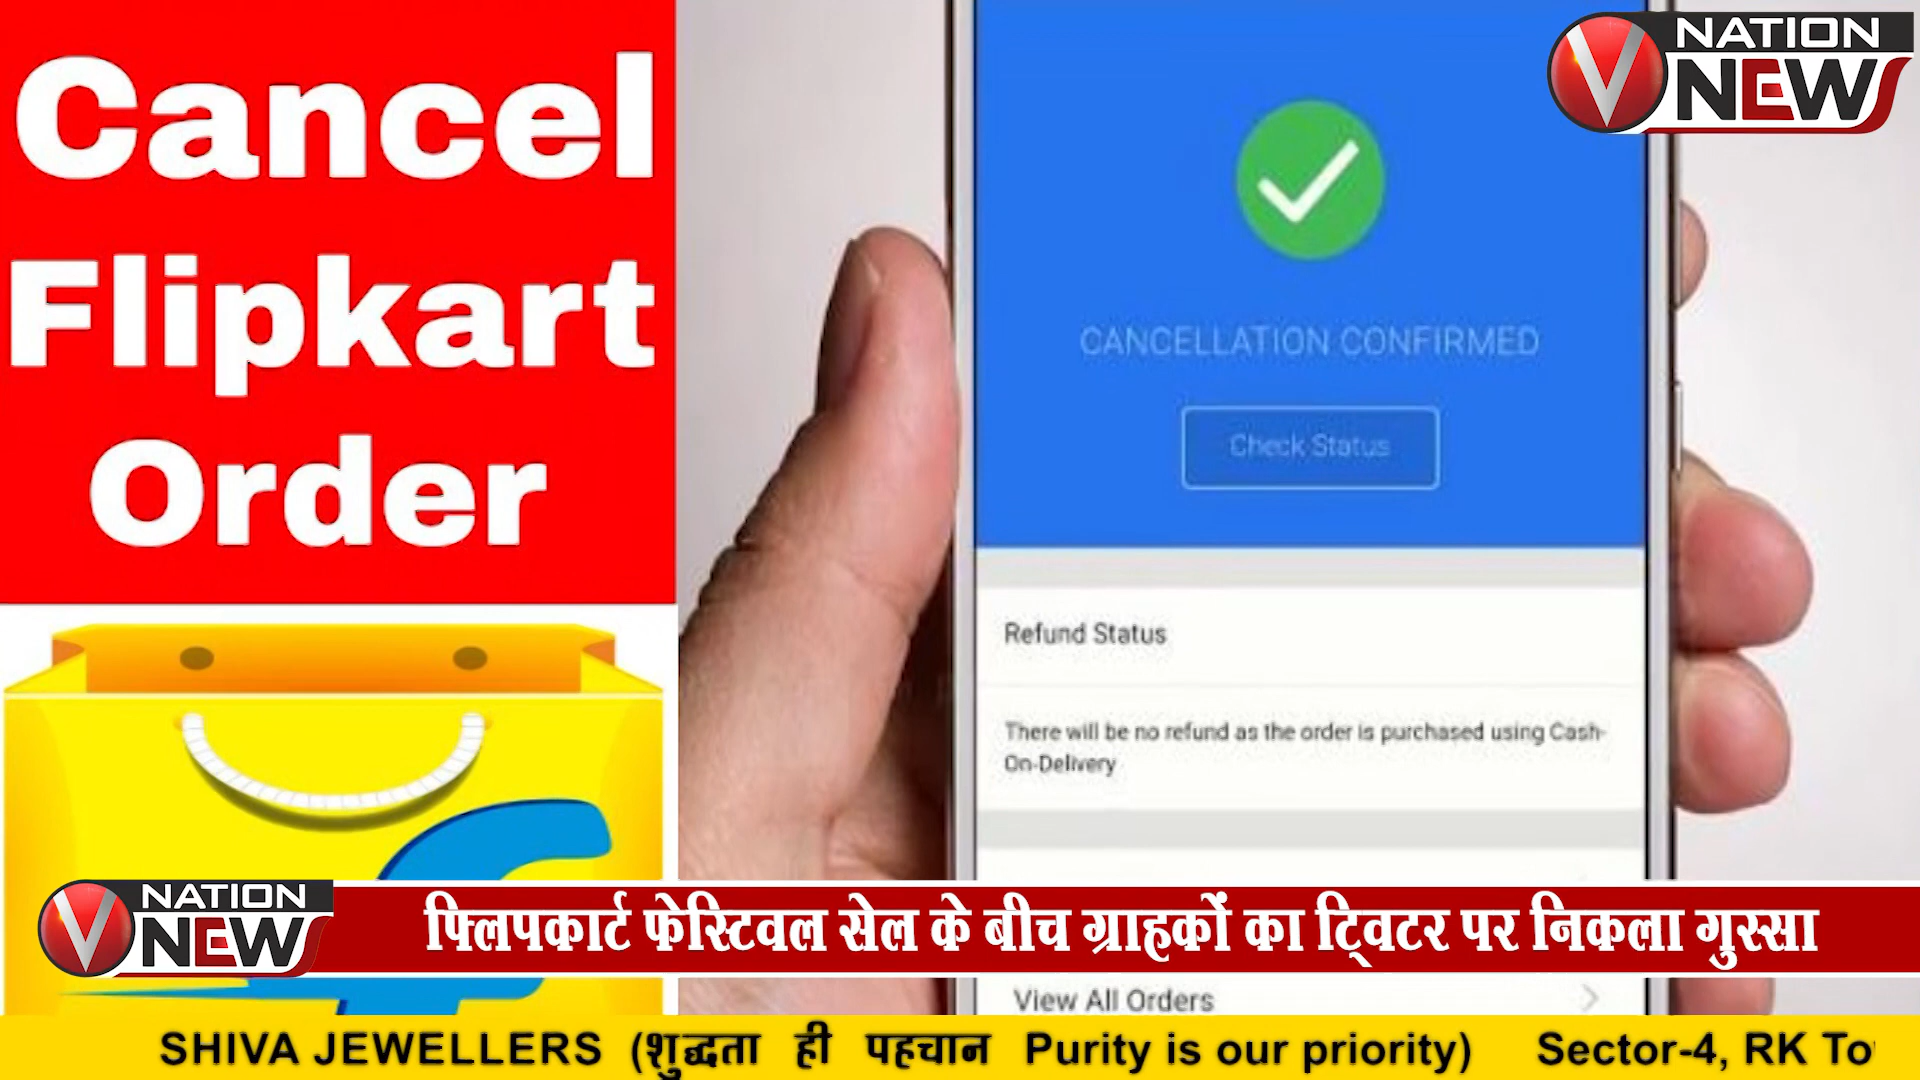 Cancel
Flipkart
Order
V NATION
NEWS
CANCELLATION CONFIRMED
Check Status
Refund Status
There will be no refund as the order is purchased using Cash-
On-Delivery
V NATION
NEWS
फ्लिपकार्ट फेस्टिवल सेल के बीच ग्राहकों का ट्विटर पर निकला गुस्सा
View All Orders
SHIVA JEWELLERS (शुद्धता ही पहचान Purity is our priority) Sector-4, RK